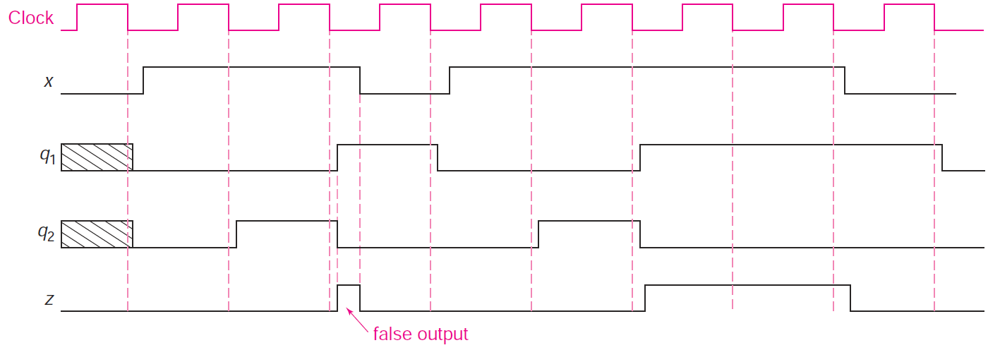 Clock
x
q1
q2
z
false output